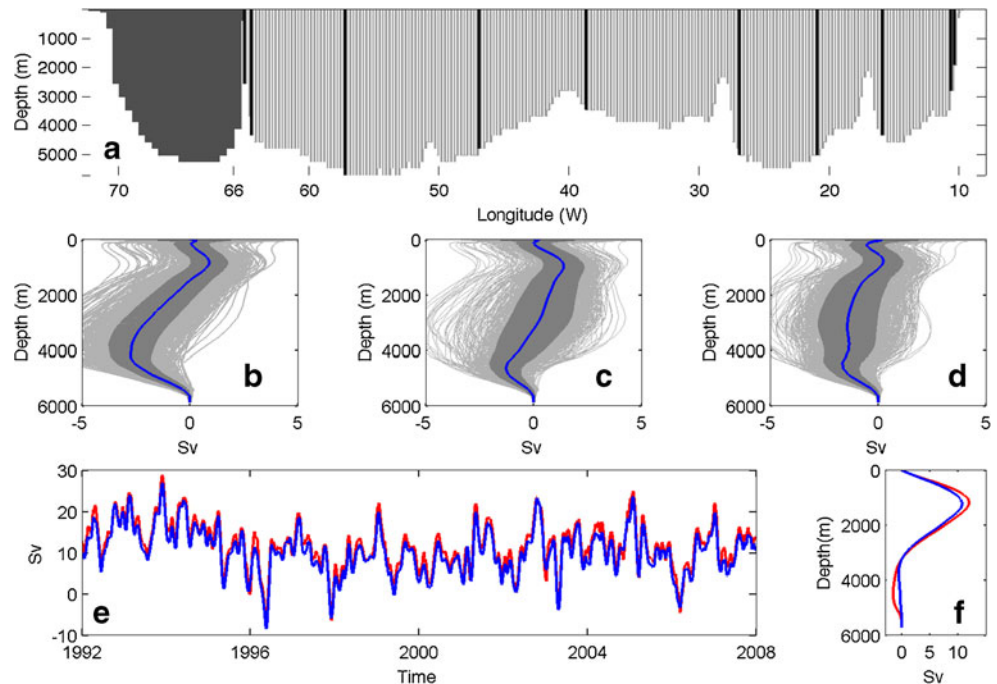 Depth (m)
1000
2000
3000
4000
5000
a
70
66
60
50
40
30
20
10
Longitude (W)
Depth (m)
0
2000
4000
6000
-5
0
5
Sv
b
Depth (m)
0
2000
4000
6000
-5
0
5
Sv
c
Depth (m)
0
2000
4000
6000
-5
0
5
Sv
d
Sv
30
20
10
0
-10
1992
1996
2000
2004
2008
Time
e
Depth(m)
0
2000
4000
6000
0
5
10
Sv
f